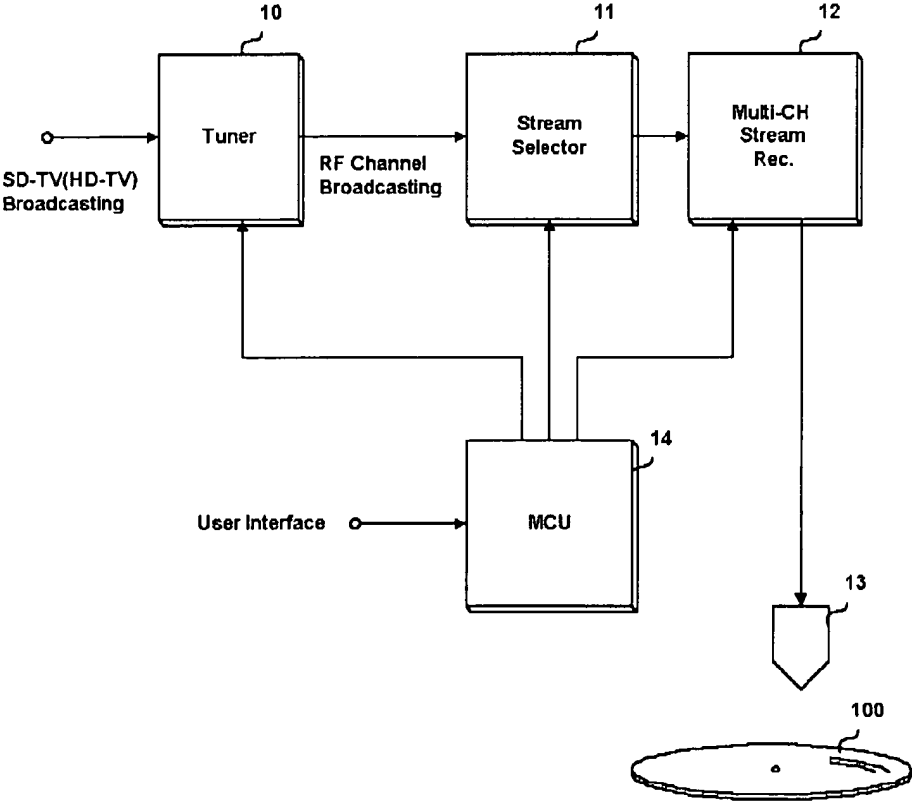 10
11
12
Tuner
Stream
Selector
Multi-CH
Stream
Rec.
SD-TV(HD-TV)
Broadcasting
RF Channel
Broadcasting
14
User Interface
MCU
13
100